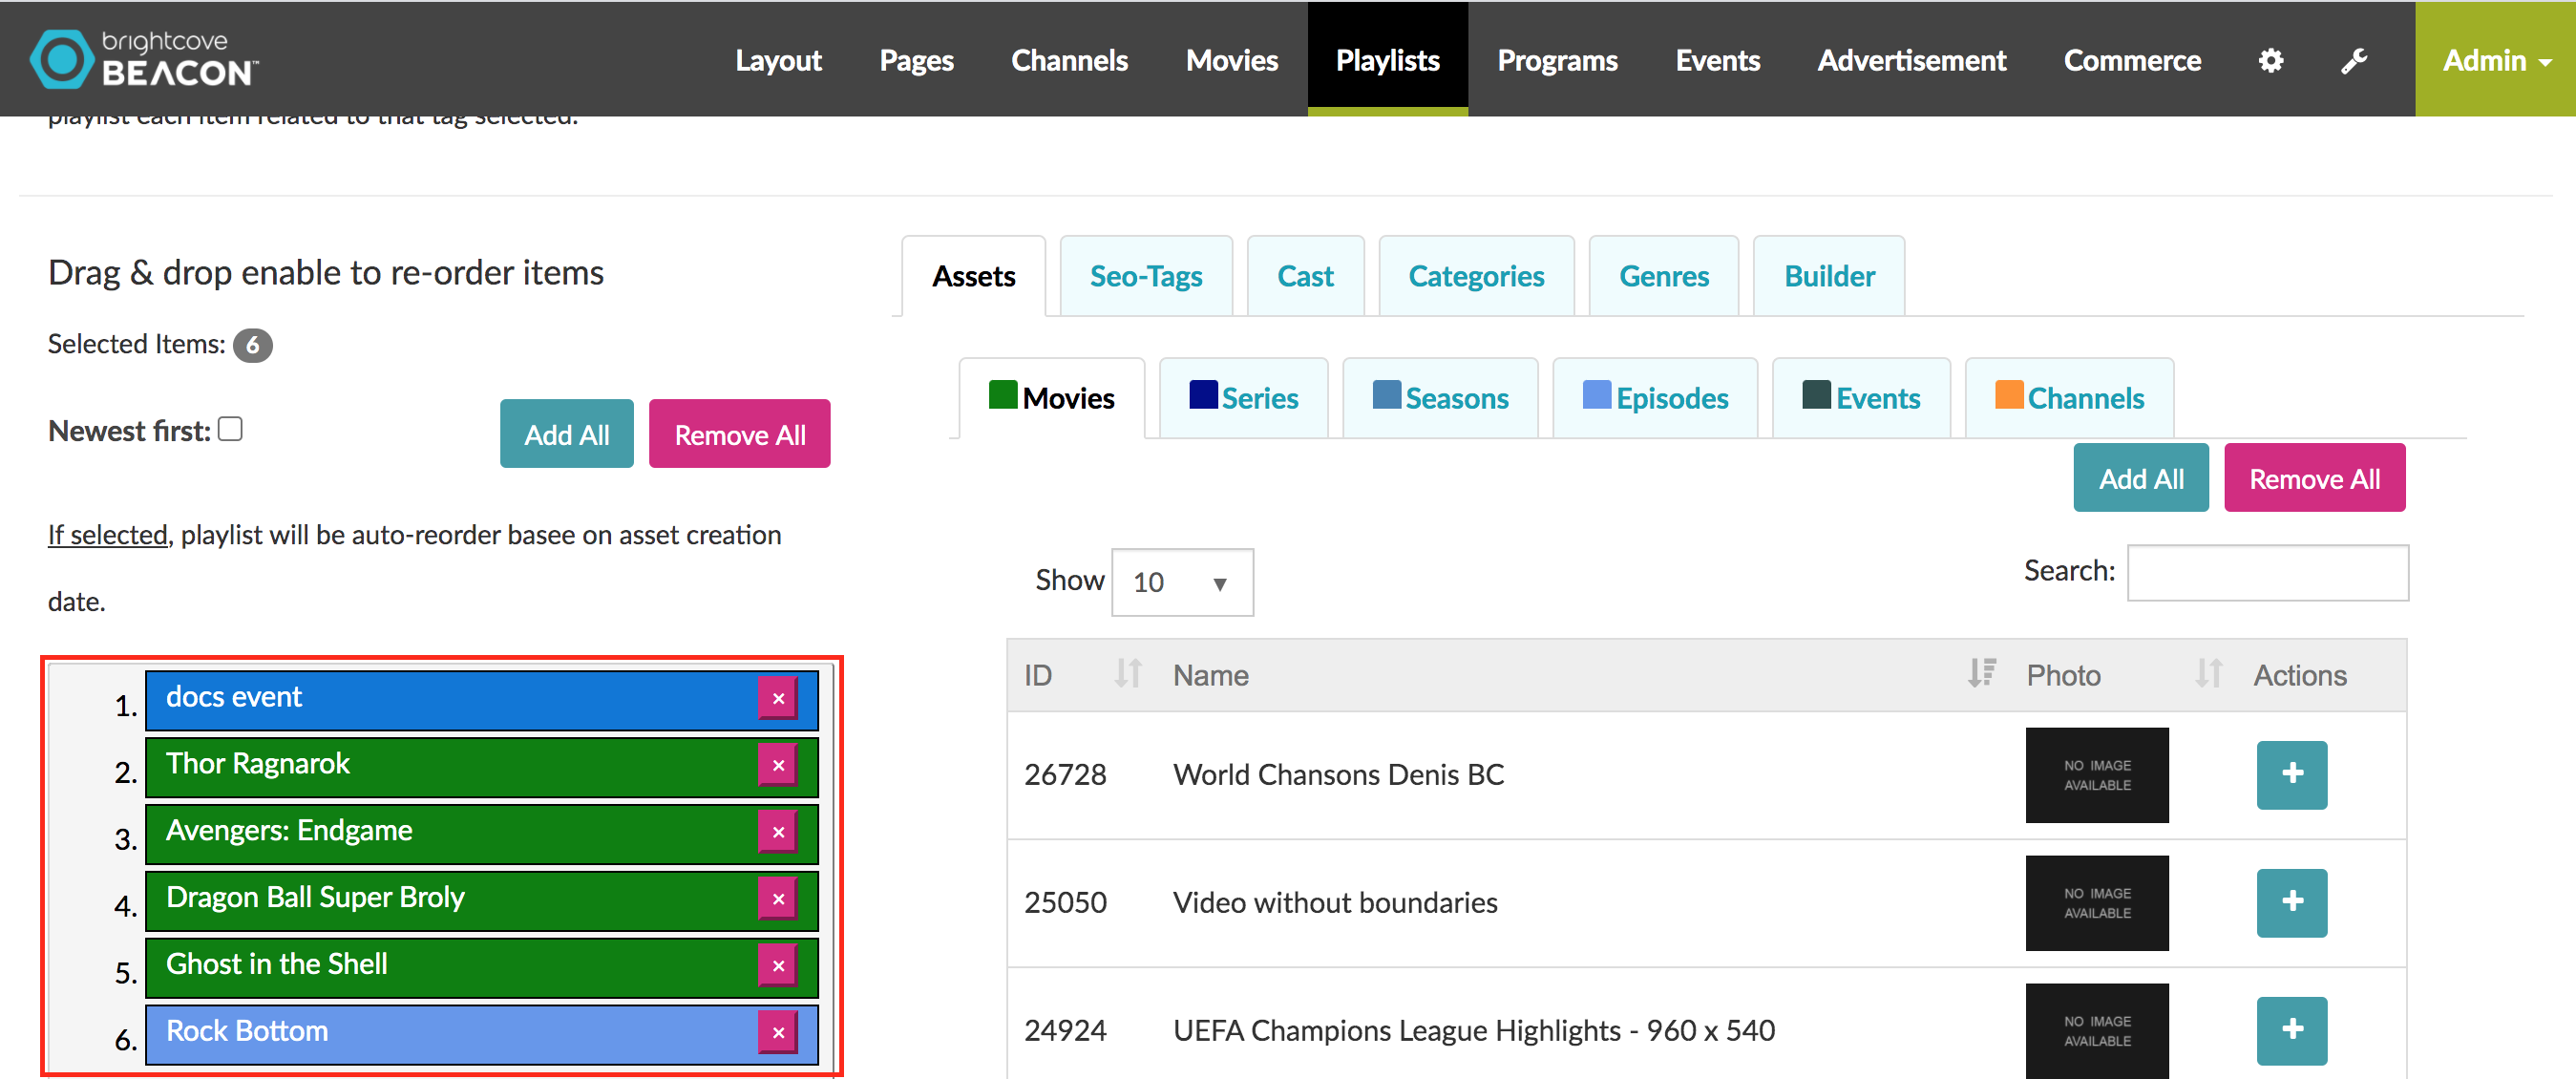 brightcove
BEACON™
Layout Pages Channels Movies Playlists Programs Events Advertisement Commerce Admin
playlist each item related to that tag selected.
Drag & drop enable to re-order items
Selected Items: 6
Newest first:
Add All Remove All
If selected, playlist will be auto-reorder basee on asset creation
date.
1. docs event ×
2. Thor Ragnarok ×
3. Avengers: Endgame ×
4. Dragon Ball Super Broly ×
5. Ghost in the Shell ×
6. Rock Bottom ×
Assets Seo-Tags Cast Categories Genres Builder
Movies Series Seasons Episodes Events Channels
Add All Remove All
Show 10 ▼ Search:
ID Name Photo Actions
26728 World Chansons Denis BC NO IMAGE AVAILABLE +
25050 Video without boundaries NO IMAGE AVAILABLE +
24924 UEFA Champions League Highlights - 960 x 540 NO IMAGE AVAILABLE +